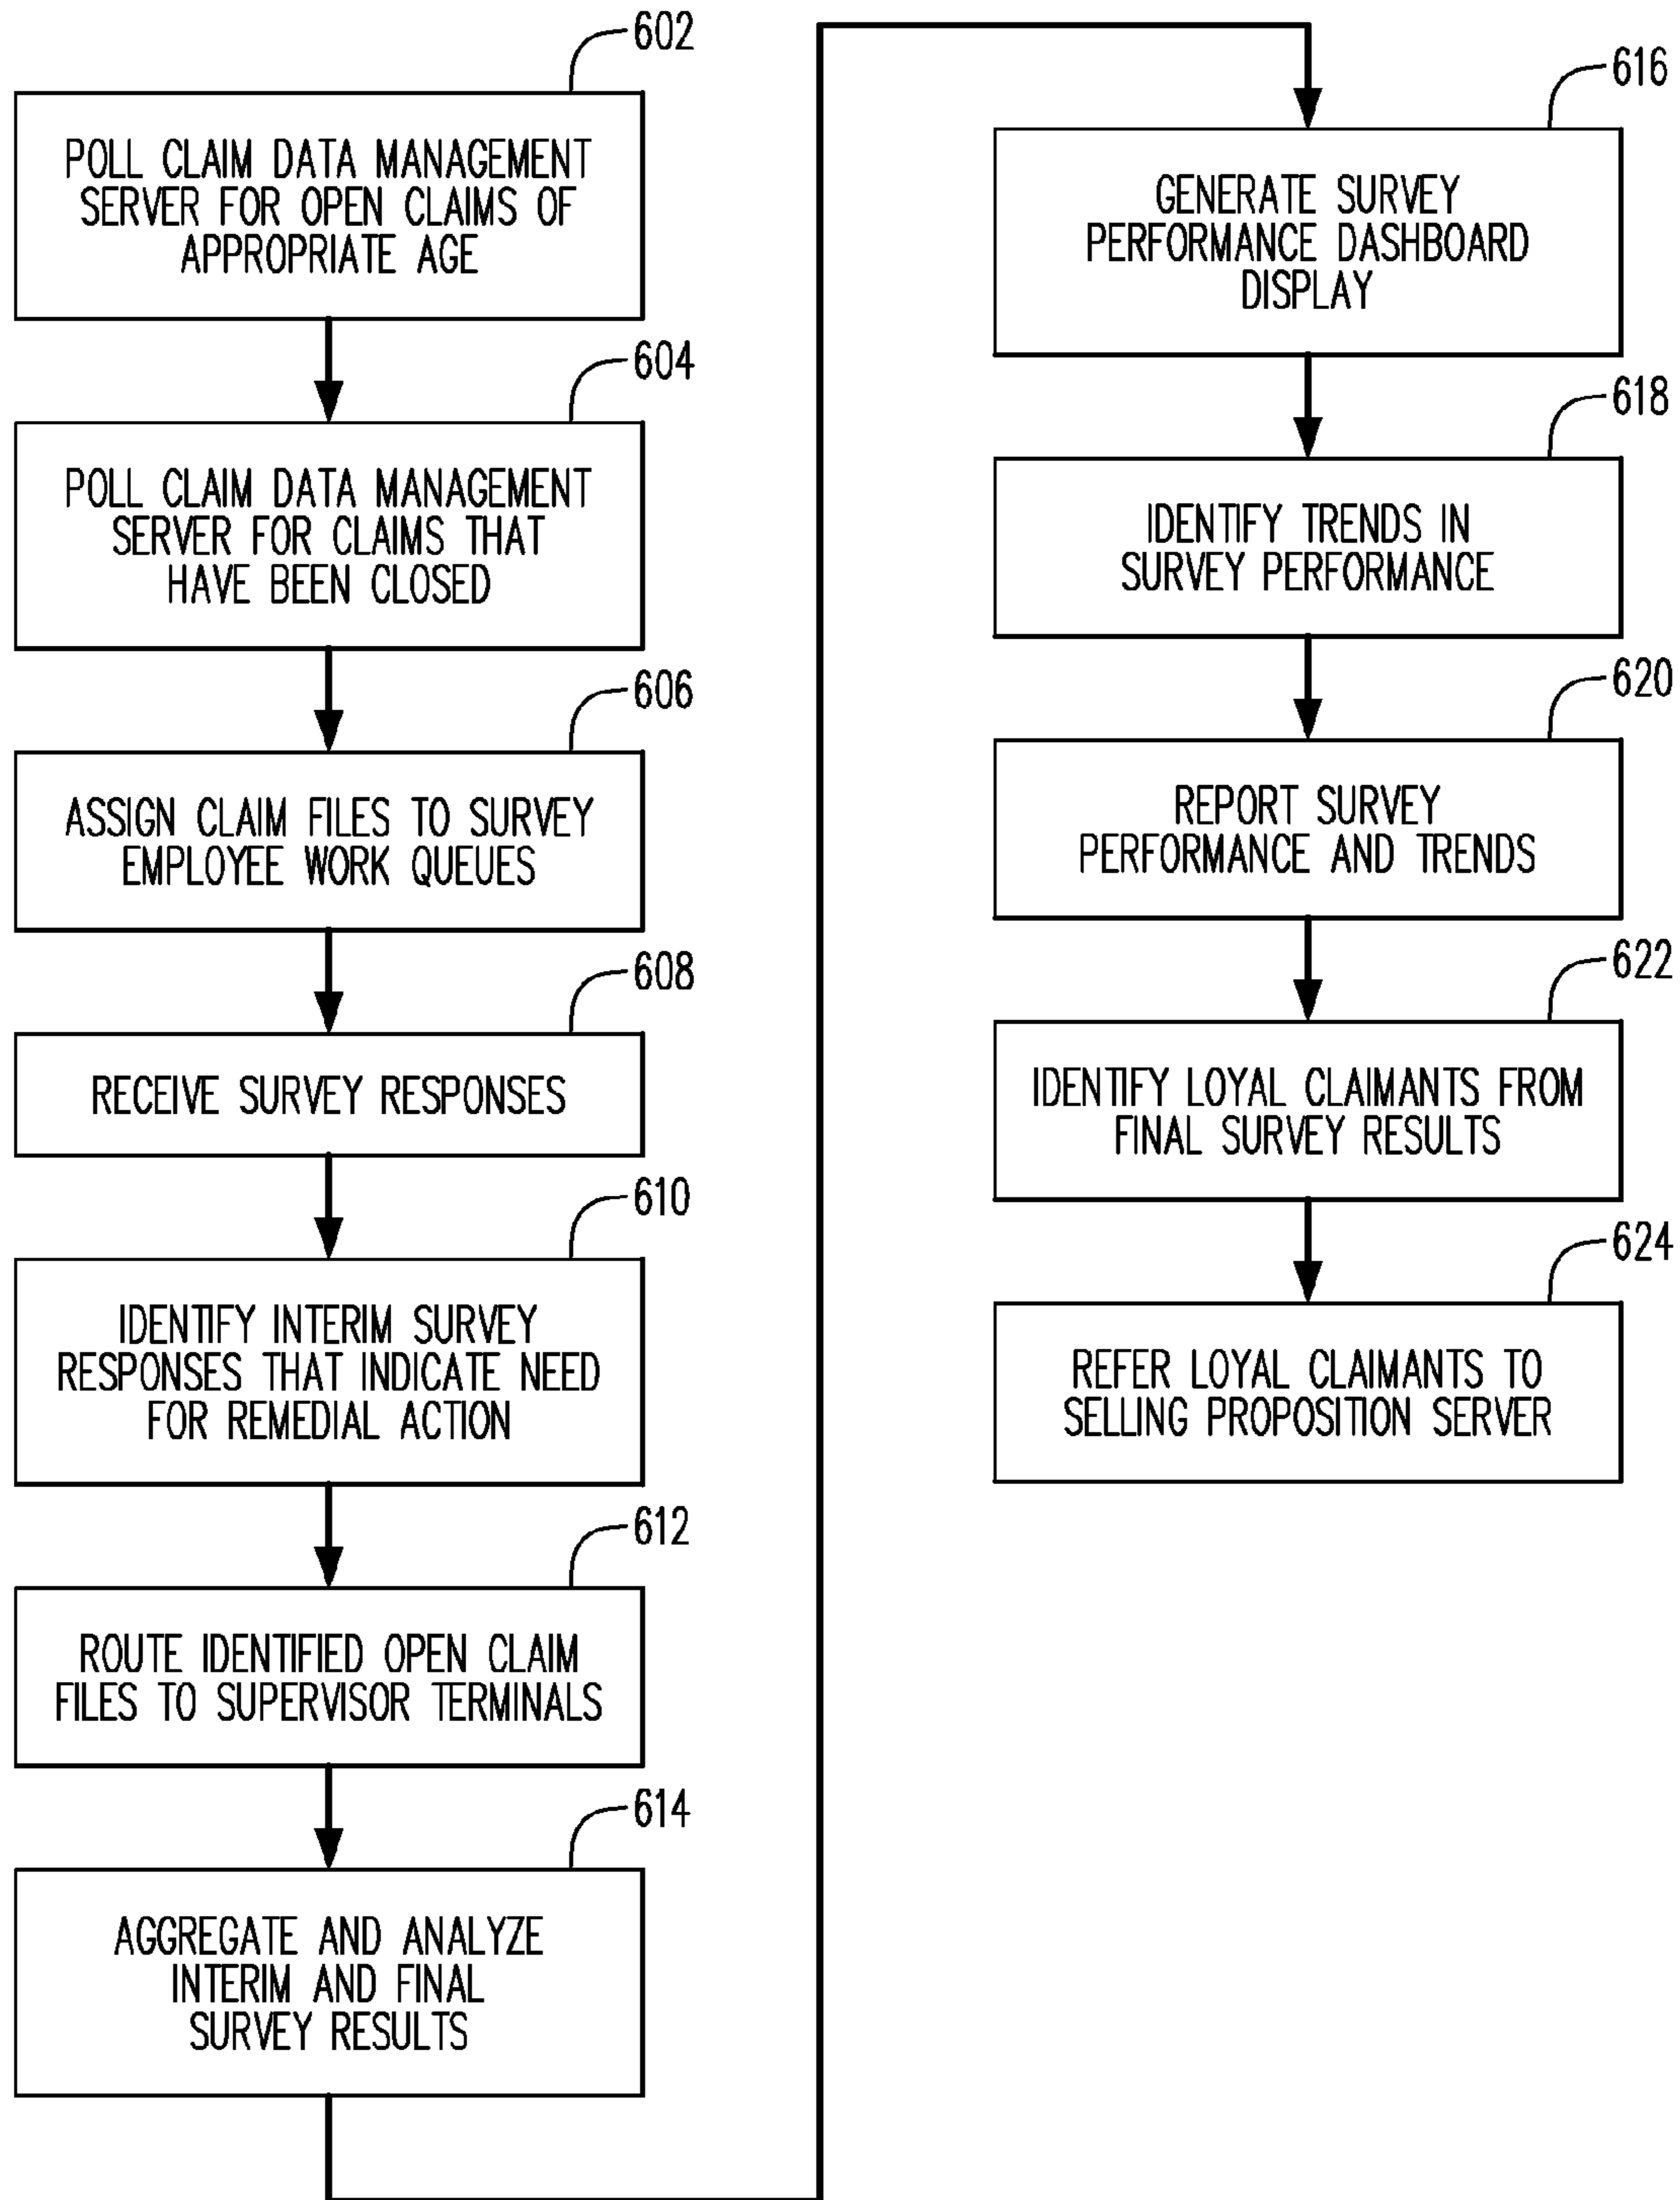 602
POLL CLAIM DATA MANAGEMENT
SERVER FOR OPEN CLAIMS OF
APPROPRIATE AGE
604
POLL CLAIM DATA MANAGEMENT
SERVER FOR CLAIMS THAT
HAVE BEEN CLOSED
606
ASSIGN CLAIM FILES TO SURVEY
EMPLOYEE WORK QUEUES
608
RECEIVE SURVEY RESPONSES
610
IDENTIFY INTERIM SURVEY
RESPONSES THAT INDICATE NEED
FOR REMEDIAL ACTION
612
ROUTE IDENTIFIED OPEN CLAIM
FILES TO SUPERVISOR TERMINALS
614
AGGREGATE AND ANALYZE
INTERIM AND FINAL
SURVEY RESULTS
616
GENERATE SURVEY
PERFORMANCE DASHBOARD
DISPLAY
618
IDENTIFY TRENDS IN
SURVEY PERFORMANCE
620
REPORT SURVEY
PERFORMANCE AND TRENDS
622
IDENTIFY LOYAL CLAIMANTS FROM
FINAL SURVEY RESULTS
624
REFER LOYAL CLAIMANTS TO
SELLING PROPOSITION SERVER